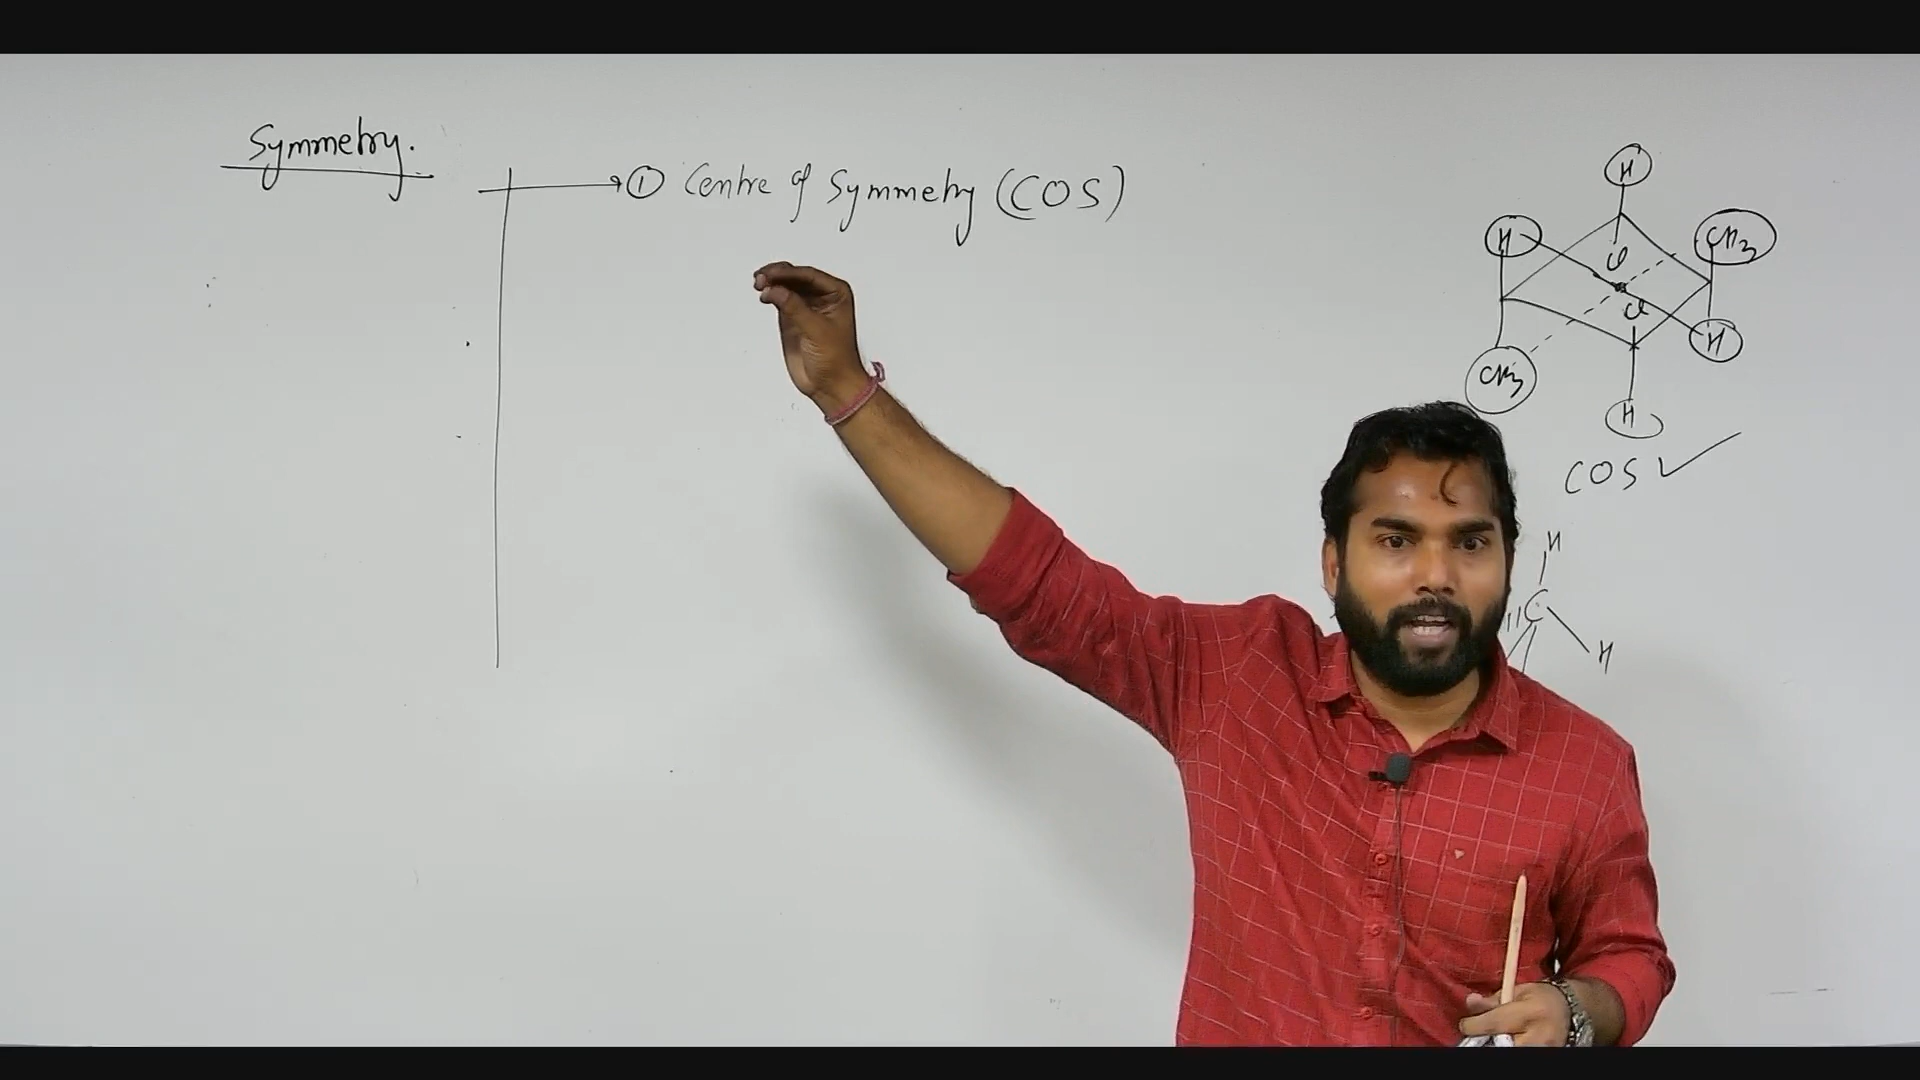 Symmetry.
① Centre of Symmetry (COS)
H
H
CH3
Cl
Cl
H
CH3
H
COS ✓
H
C
H